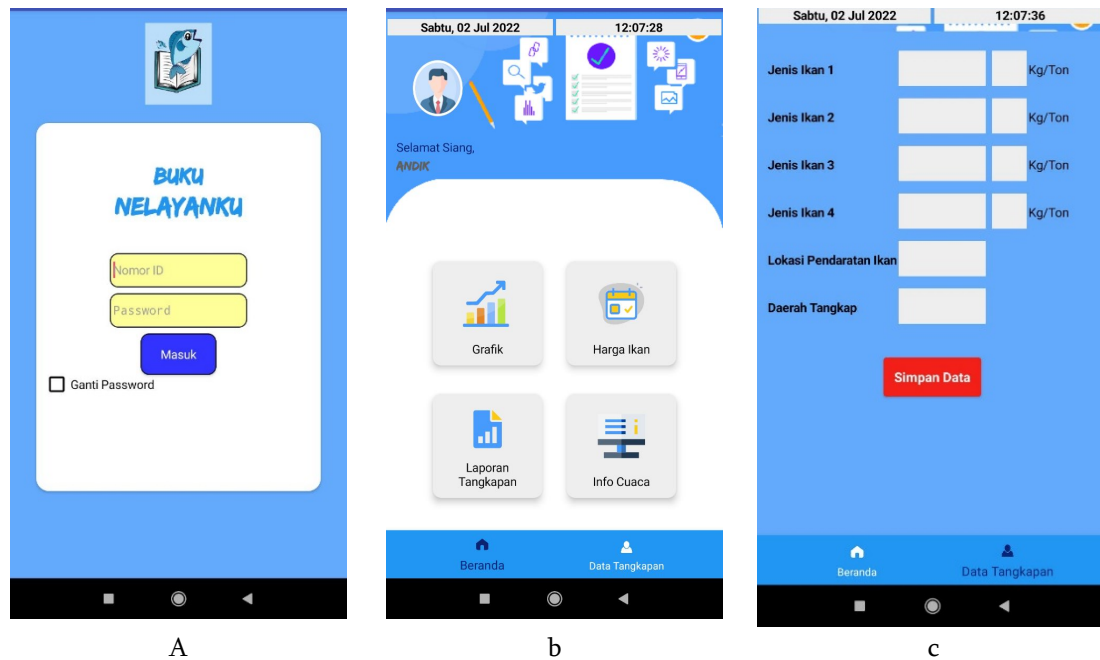 BUKU
NELAYANKU
Nomor ID
Password
Masuk
Ganti Password
A
Sabtu, 02 Jul 2022 12:07:28
Selamat Siang,
ANDIK
Grafik Harga Ikan
Laporan
Tangkapan Info Cuaca
Beranda Data Tangkapan
b
Sabtu, 02 Jul 2022 12:07:36
Jenis Ikan 1 Kg/Ton
Jenis Ikan 2 Kg/Ton
Jenis Ikan 3 Kg/Ton
Jenis Ikan 4 Kg/Ton
Lokasi Pendaratan Ikan
Daerah Tangkap
Simpan Data
Beranda Data Tangkapan
c